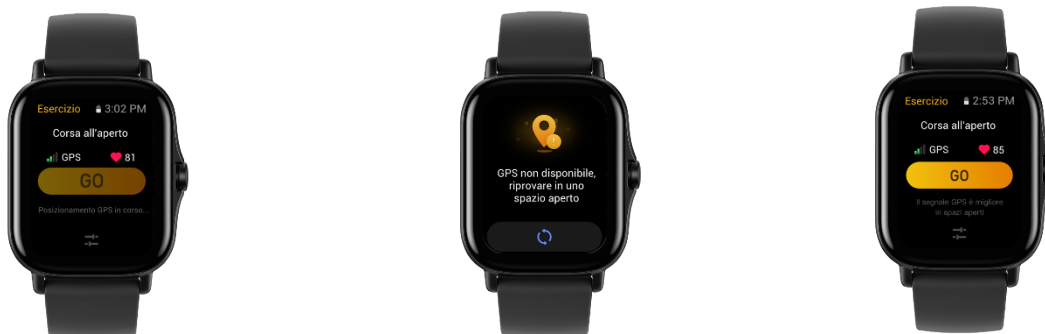 Esercizio 3:02 PM
Corsa all'aperto
GPS 81
GO
Posizionamento GPS in corso...
GPS non disponibile,
riprovare in uno
spazio aperto
Esercizio 2:53 PM
Corsa all'aperto
GPS 85
GO
Il segnale GPS è migliore
in spazi aperti